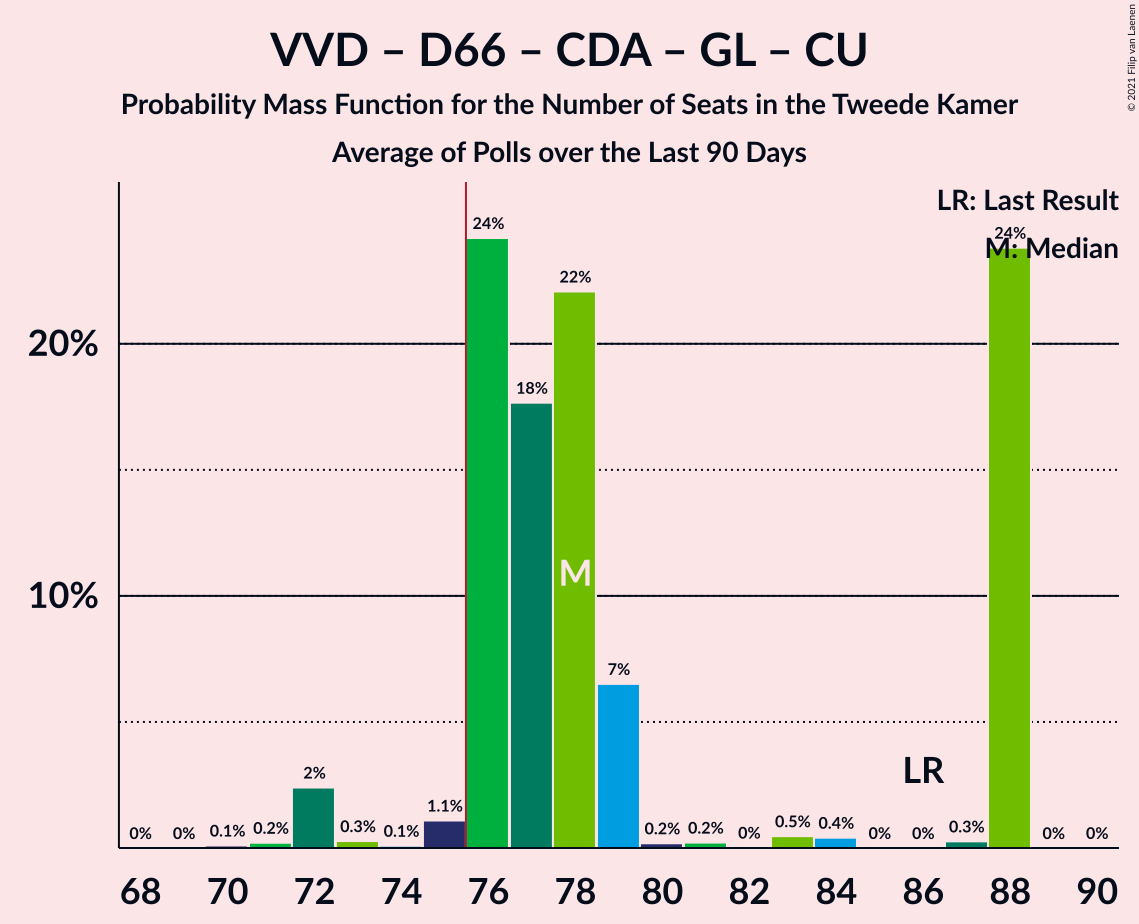 VVD – D66 – CDA – GL – CU
Probability Mass Function for the Number of Seats in the Tweede Kamer
Average of Polls over the Last 90 Days
© 2021 Filip van Laenen
LR: Last Result
M: Median
20%
10%
0% 0% 0.1% 0.2% 2% 0.3% 0.1% 1.1% 24% 18% 22% 7% 0.2% 0.2% 0% 0.5% 0.4% 0% 0% 0.3% 24% 0% 0%
M
LR
68 70 72 74 76 78 80 82 84 86 88 90